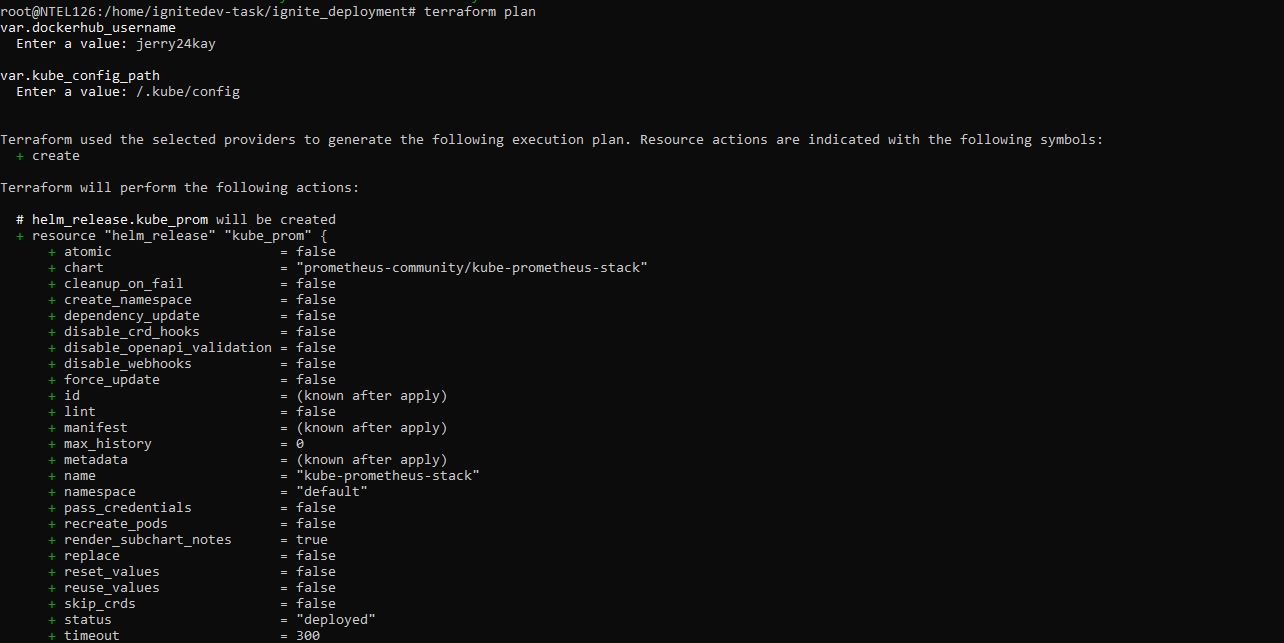 root@NTEL126:/home/ignitedev-task/ignite_deployment# terraform plan
var.dockerhub_username
  Enter a value: jerry24kay

var.kube_config_path
  Enter a value: /.kube/config


Terraform used the selected providers to generate the following execution plan. Resource actions are indicated with the following symbols:
  + create

Terraform will perform the following actions:

  # helm_release.kube_prom will be created
  + resource "helm_release" "kube_prom" {
      + atomic                     = false
      + chart                      = "prometheus-community/kube-prometheus-stack"
      + cleanup_on_fail            = false
      + create_namespace           = false
      + dependency_update          = false
      + disable_crd_hooks          = false
      + disable_openapi_validation = false
      + disable_webhooks           = false
      + force_update               = false
      + id                         = (known after apply)
      + lint                       = false
      + manifest                   = (known after apply)
      + max_history                = 0
      + metadata                   = (known after apply)
      + name                       = "kube-prometheus-stack"
      + namespace                  = "default"
      + pass_credentials           = false
      + recreate_pods              = false
      + render_subchart_notes      = true
      + replace                    = false
      + reset_values               = false
      + reuse_values               = false
      + skip_crds                  = false
      + status                     = "deployed"
      + timeout                    = 300